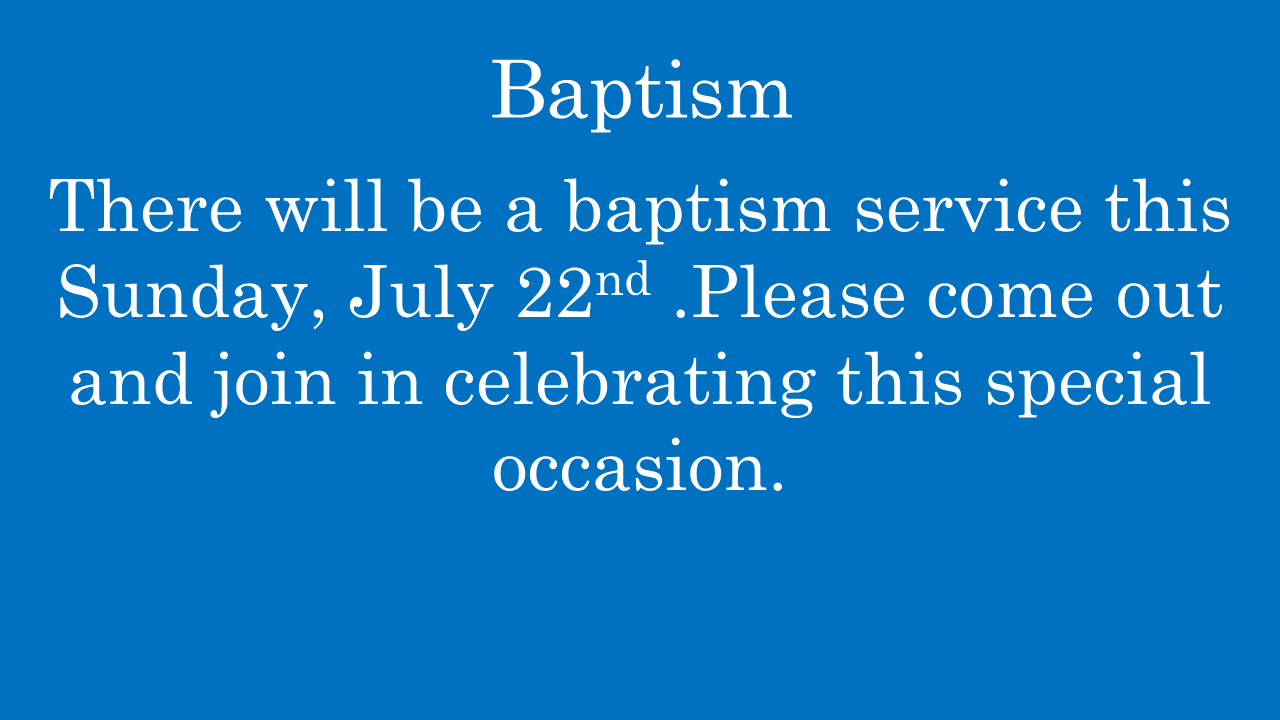 Baptism
There will be a baptism service this
Sunday, July 22nd .Please come out
and join in celebrating this special
occasion.